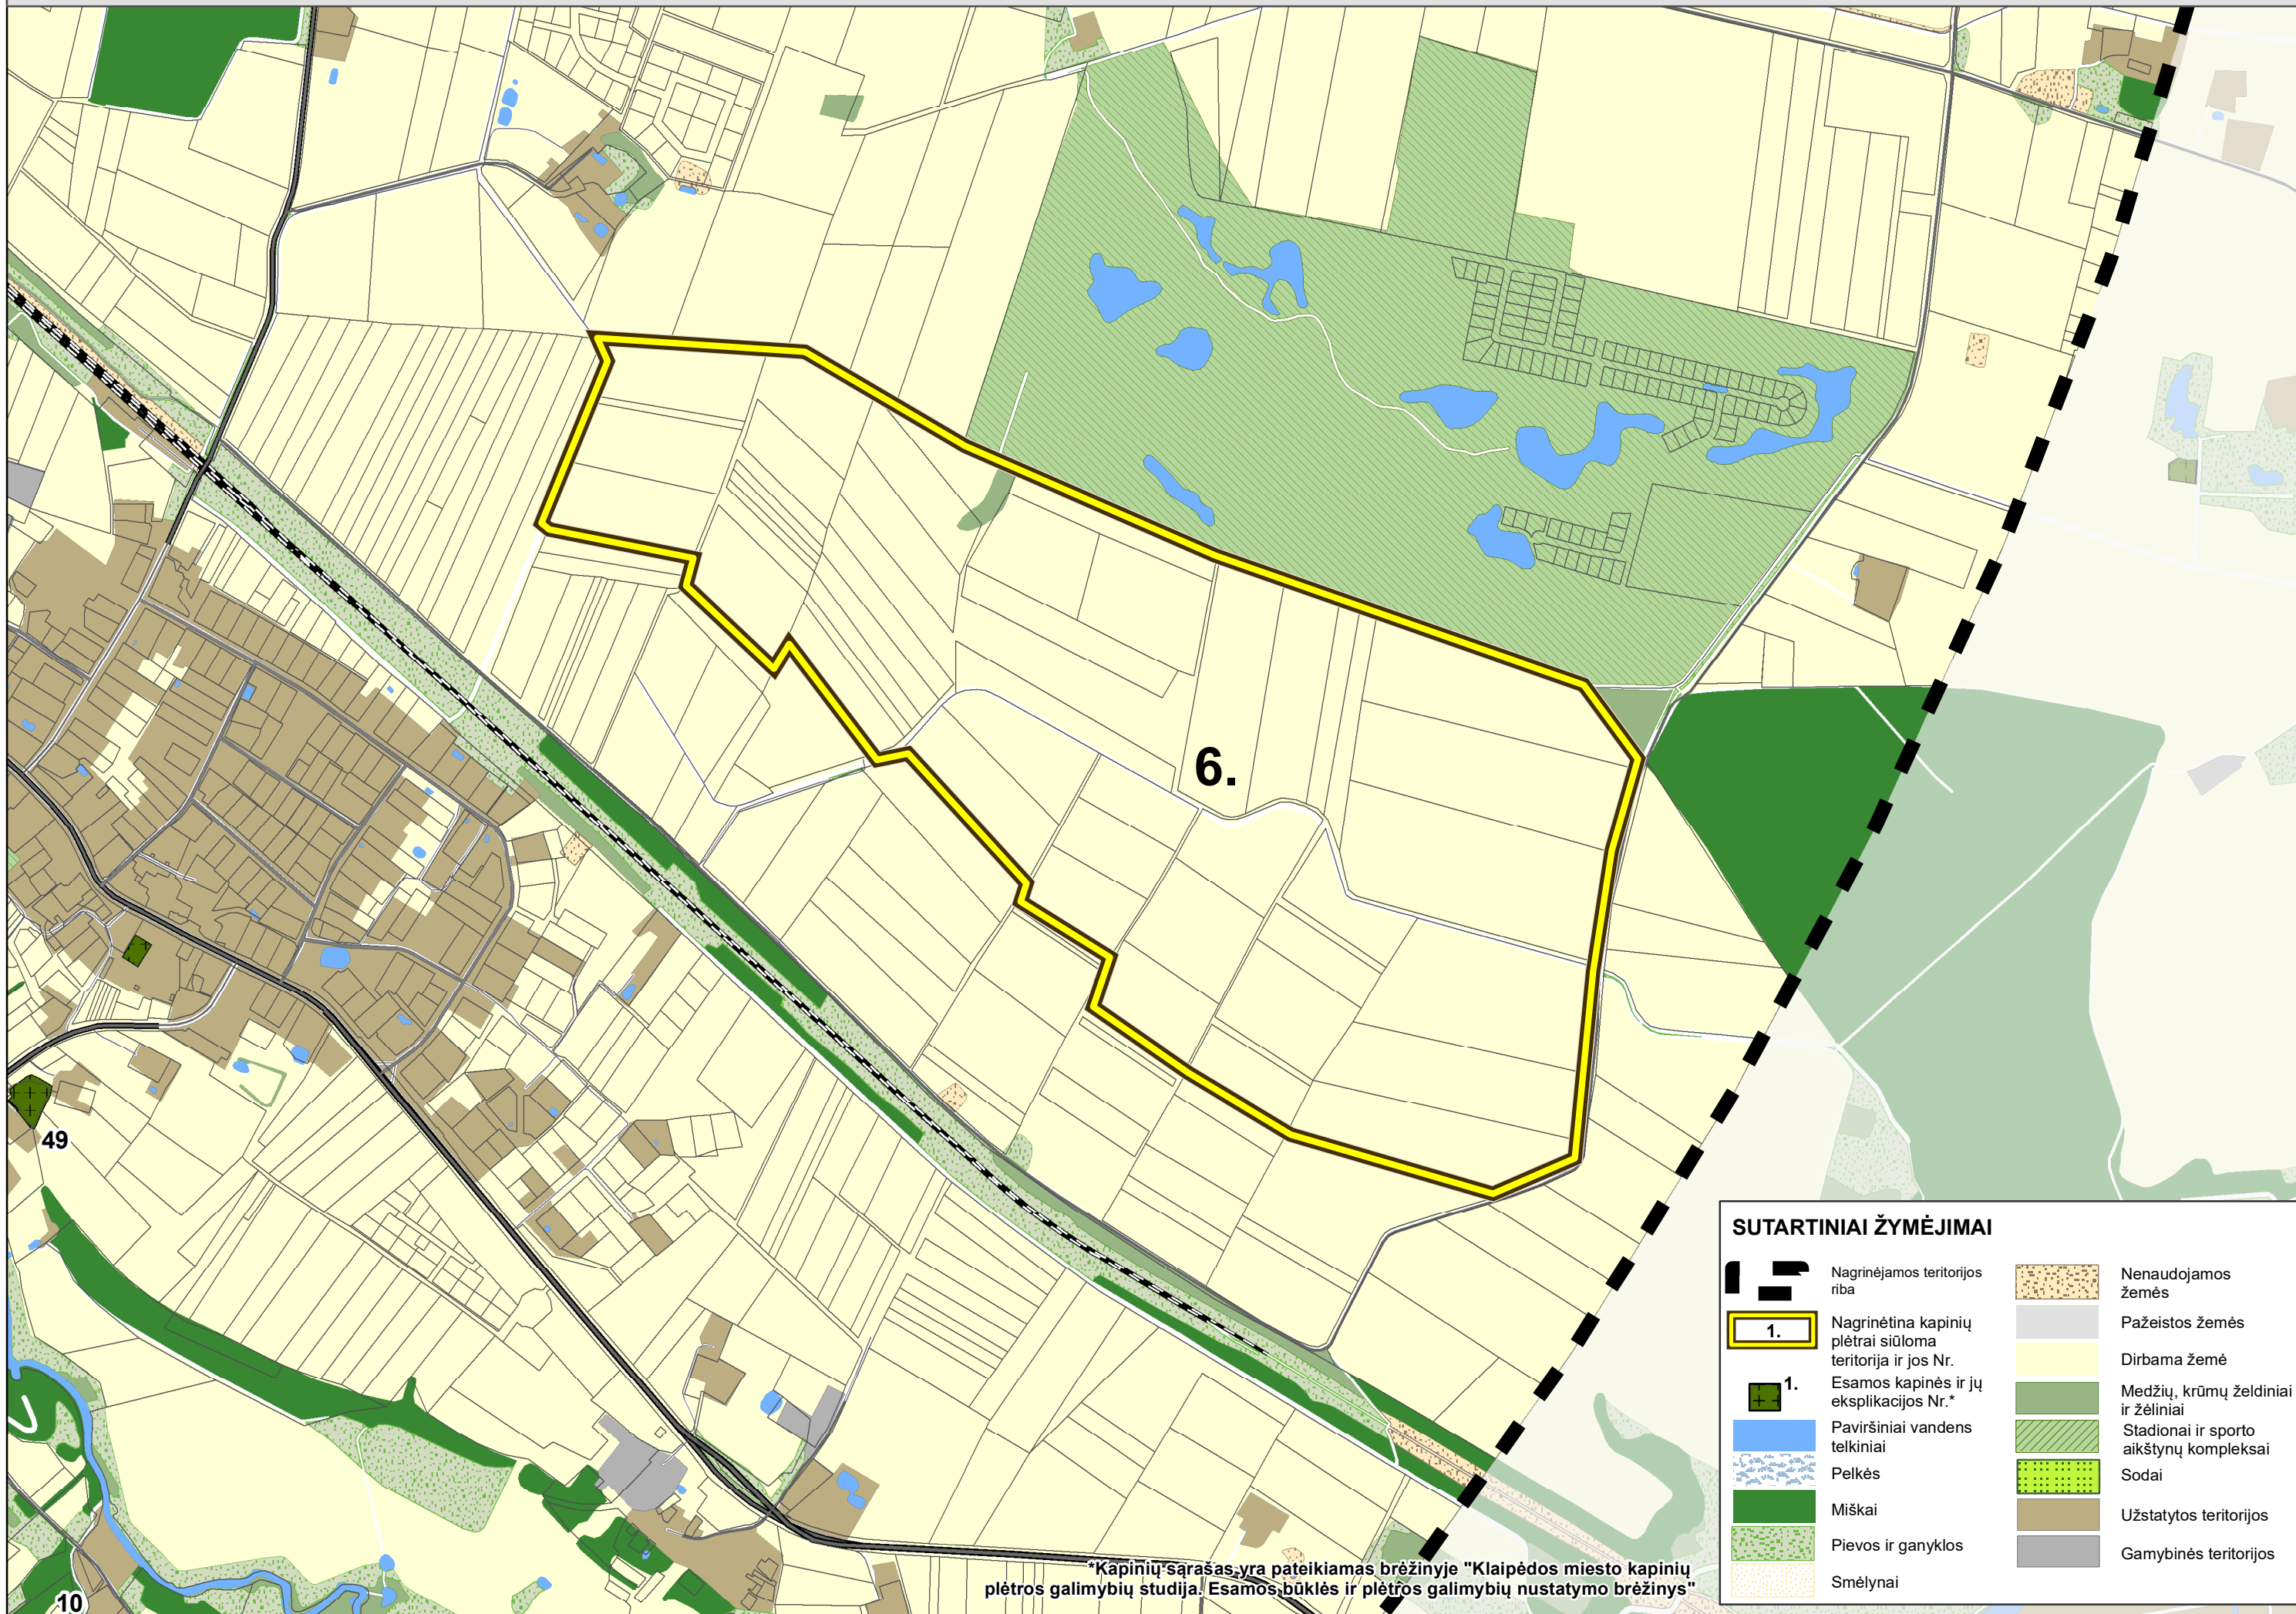 6.
49
10
*Kapinių sąrašas yra pateikiamas brėžinyje "Klaipėdos miesto kapinių
plėtros galimybių studija. Esamos būklės ir plėtros galimybių nustatymo brėžinys"
SUTARTINIAI ŽYMĖJIMAI
Nagrinėjamos teritorijos
riba
1.
Nagrinėtina kapinių
plėtrai siūloma
teritorija ir jos Nr.
1.
Esamos kapinės ir jų
eksplikacijos Nr.*
Paviršiniai vandens
telkiniai
Pelkės
Miškai
Pievos ir ganyklos
Smėlynai
Nenaudojamos
žemės
Pažeistos žemės
Dirbama žemė
Medžių, krūmų želdiniai
ir žėliniai
Stadionai ir sporto
aikštynų kompleksai
Sodai
Užstatytos teritorijos
Gamybinės teritorijos